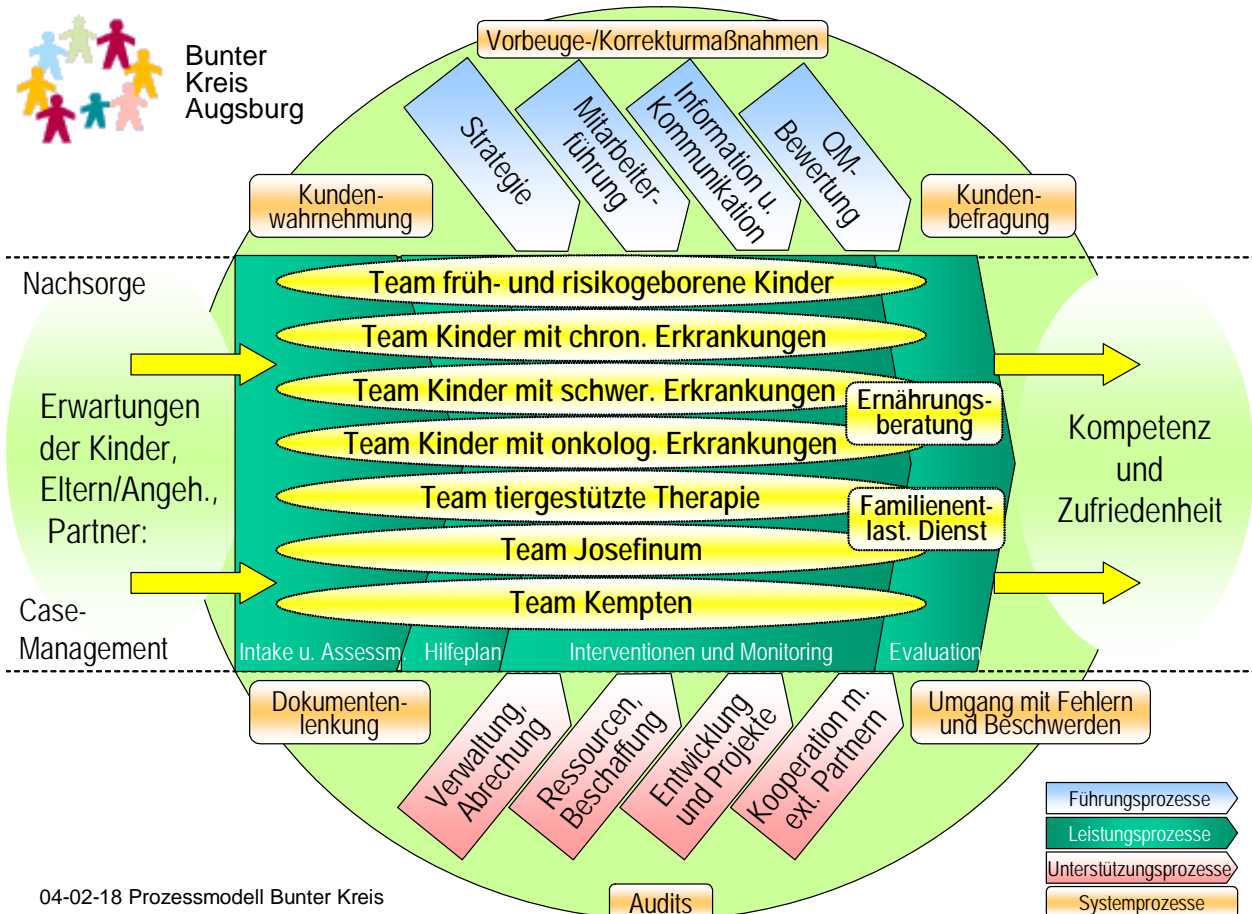 Bunter
Kreis
Augsburg
Vorbeuge-/Korrekturmaßnahmen
Strategie
Mitarbeiter-
führung
Information u.
Kommunikation
QM-
Bewertung
Kunden-
wahrnehmung
Kunden-
befragung
Nachsorge
Erwartungen
der Kinder,
Eltern/Angeh.,
Partner:
Case-
Management
Team früh- und risikogeborene Kinder
Team Kinder mit chron. Erkrankungen
Team Kinder mit schwer. Erkrankungen
Team Kinder mit onkolog. Erkrankungen
Team tiergestützte Therapie
Team Josefinum
Team Kempten
Ernährungs-
beratung
Familienent-
last. Dienst
Kompetenz
und
Zufriedenheit
Intake u. Assessm.
Hilfeplan
Interventionen und Monitoring
Evaluation
Dokumenten-
lenkung
Verwaltung,
Abrechung
Ressourcen,
Beschaffung
Entwicklung
und Projekte
Kooperation m.
ext. Partnern
Umgang mit Fehlern
und Beschwerden
Führungsprozesse
Leistungsprozesse
Unterstützungsprozesse
Systemprozesse
04-02-18 Prozessmodell Bunter Kreis
Audits